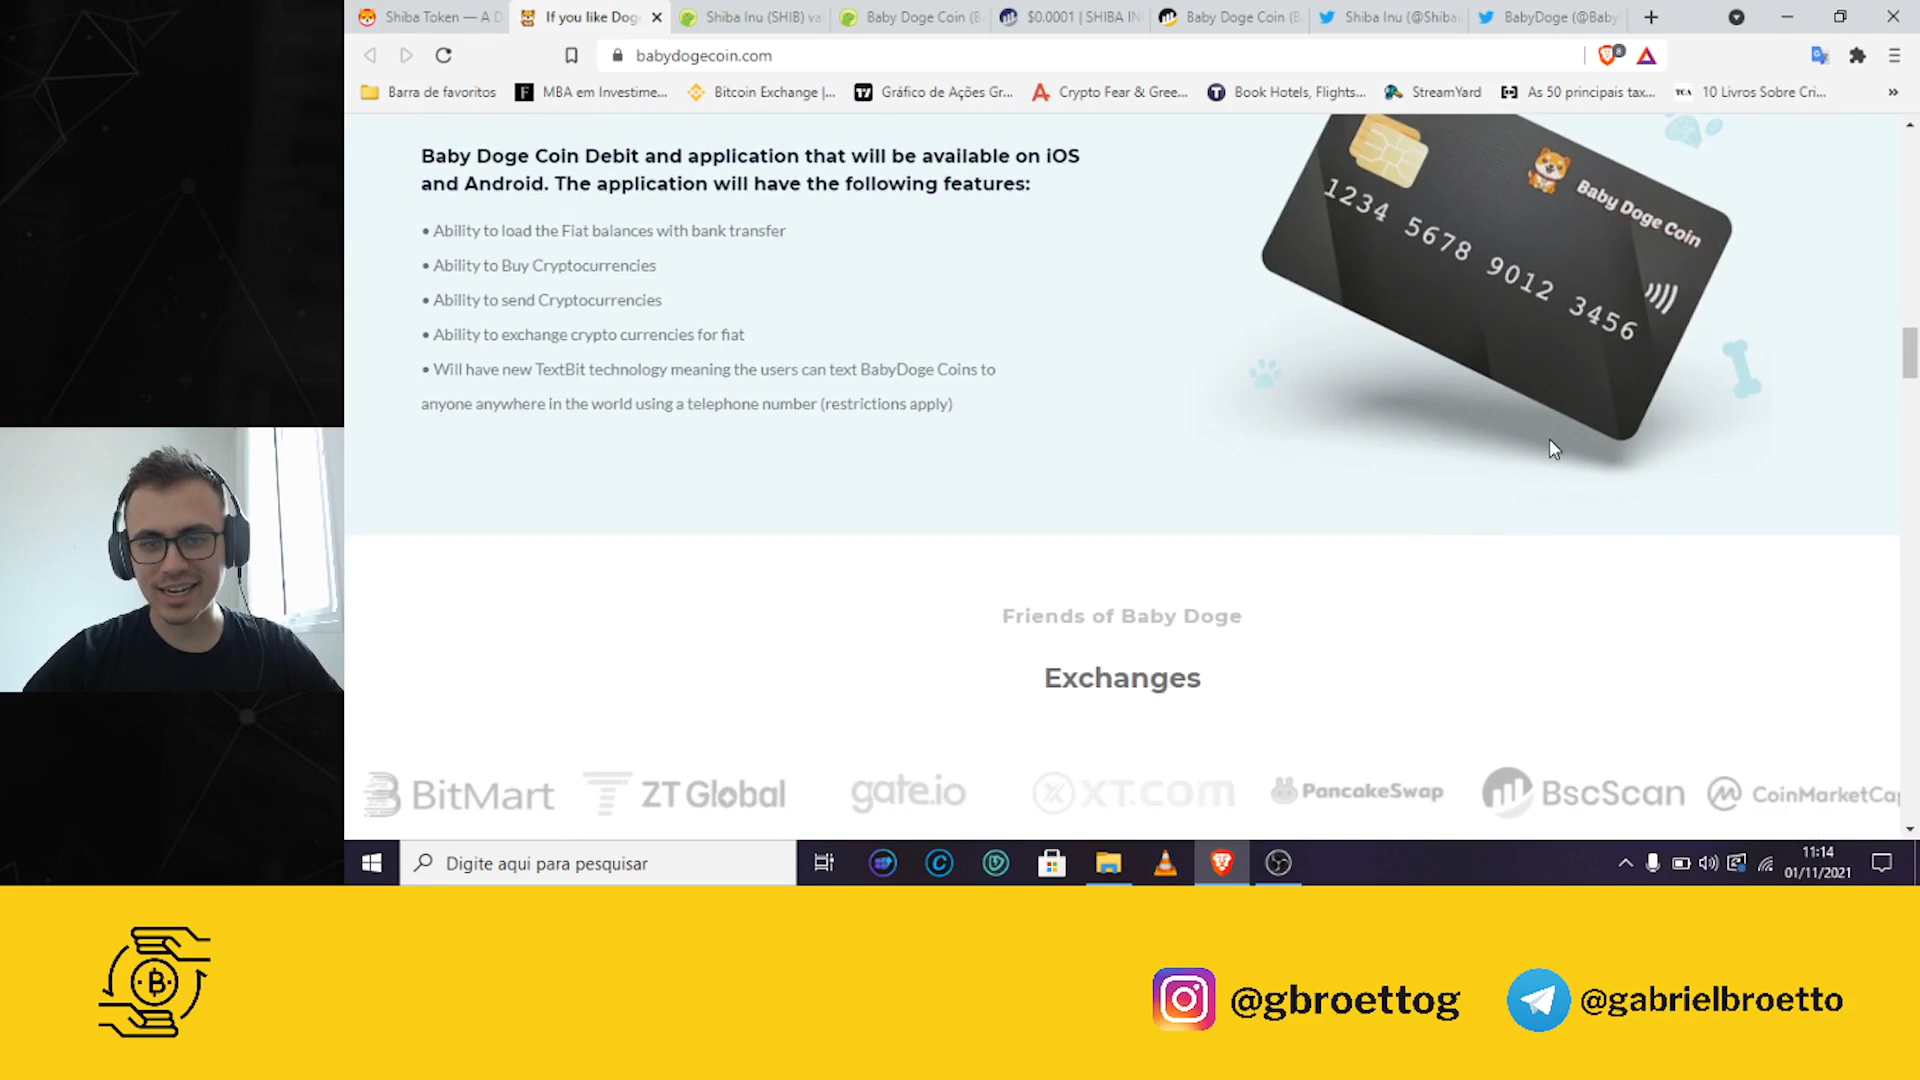 Shiba Token — A D
If you like Dog
Shiba Inu (SHIB) va
Baby Doge Coin (B
$0.0001 | SHIBA IN
Baby Doge Coin (B
Shiba Inu (@Shiba
BabyDoge (@Baby
babydogecoin.com
8
Barra de favoritos
MBA em Investime...
Bitcoin Exchange |...
Gráfico de Ações Gr...
Crypto Fear & Gree...
Book Hotels, Flights...
StreamYard
As 50 principais tax...
10 Livros Sobre Cri...
Baby Doge Coin Debit and application that will be available on iOS
and Android. The application will have the following features:
• Ability to load the Fiat balances with bank transfer
• Ability to Buy Cryptocurrencies
• Ability to send Cryptocurrencies
• Ability to exchange crypto currencies for fiat
• Will have new TextBit technology meaning the users can text BabyDoge Coins to
anyone anywhere in the world using a telephone number (restrictions apply)
Baby Doge Coin
1234 5678 9012 3456
Friends of Baby Doge
Exchanges
BitMart
ZT Global
gate.io
XT.COM
PancakeSwap
BscScan
CoinMarketCap
Digite aqui para pesquisar
11:14
01/11/2021
@gbroettog
@gabrielbroetto